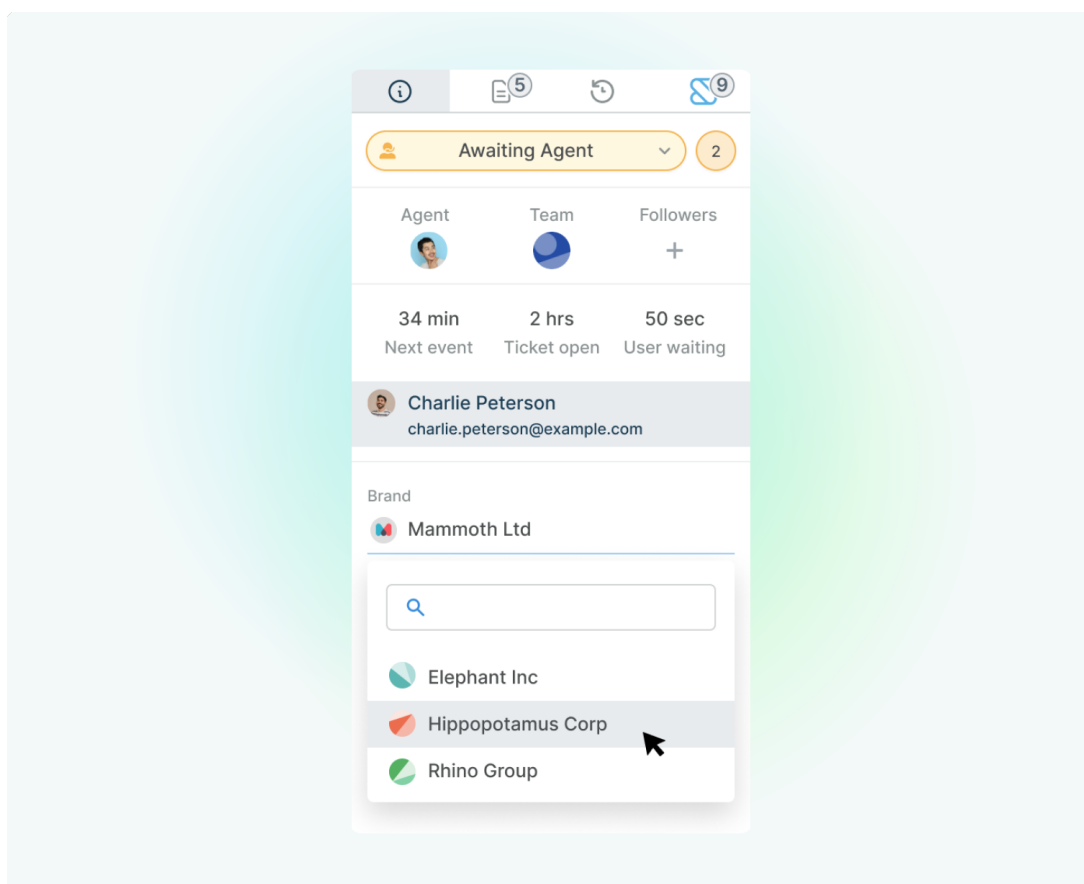 5
9
Awaiting Agent
2
Agent Team Followers
34 min 2 hrs 50 sec
Next event Ticket open User waiting
Charlie Peterson
charlie.peterson@example.com
Brand
Mammoth Ltd
Elephant Inc
Hippopotamus Corp
Rhino Group